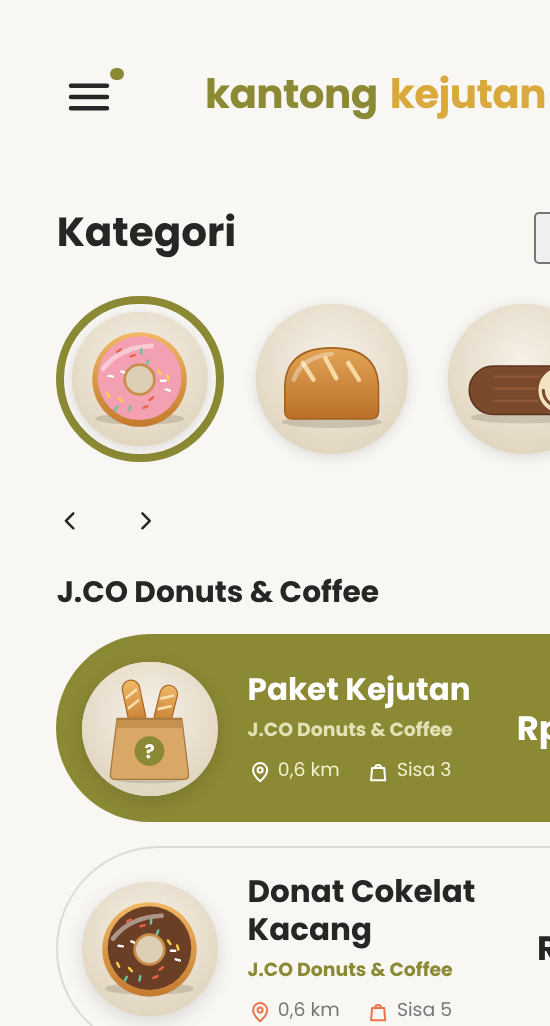 kantong kejutan
Kategori
J.CO Donuts & Coffee
Paket Kejutan
J.CO Donuts & Coffee
Rp
0,6 km Sisa 3
?
Donat Cokelat
Kacang
J.CO Donuts & Coffee
R
0,6 km Sisa 5